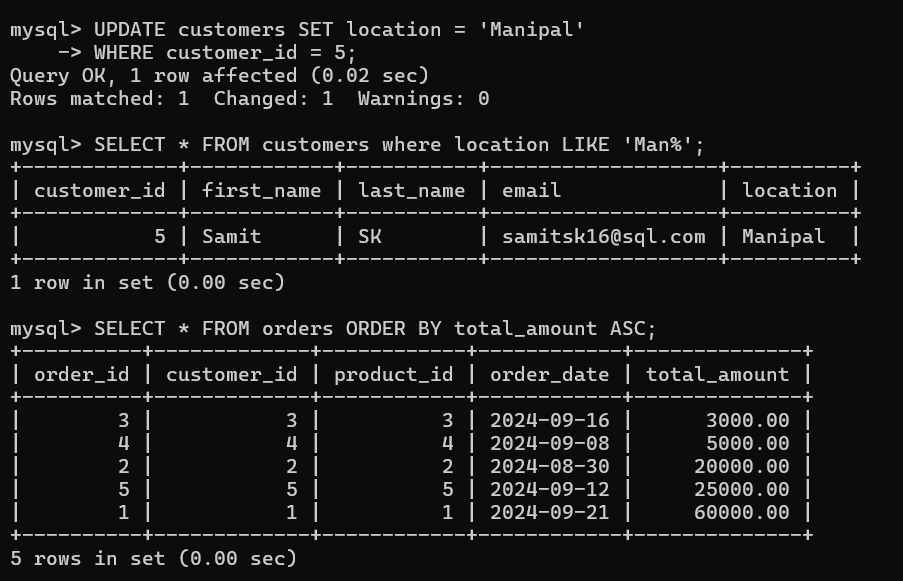 mysql> UPDATE customers SET location = 'Manipal'
    -> WHERE customer_id = 5;
Query OK, 1 row affected (0.02 sec)
Rows matched: 1  Changed: 1  Warnings: 0

mysql> SELECT * FROM customers where location LIKE 'Man%';
+-------------+------------+-----------+--------------------+----------+
| customer_id | first_name | last_name | email              | location |
+-------------+------------+-----------+--------------------+----------+
|           5 | Samit      | SK        | samitsk16@sql.com | Manipal  |
+-------------+------------+-----------+--------------------+----------+
1 row in set (0.00 sec)

mysql> SELECT * FROM orders ORDER BY total_amount ASC;
+----------+-------------+------------+------------+--------------+
| order_id | customer_id | product_id | order_date | total_amount |
+----------+-------------+------------+------------+--------------+
|        3 |           3 |          3 | 2024-09-16 |      3000.00 |
|        4 |           4 |          4 | 2024-09-08 |      5000.00 |
|        2 |           2 |          2 | 2024-08-30 |     20000.00 |
|        5 |           5 |          5 | 2024-09-12 |     25000.00 |
|        1 |           1 |          1 | 2024-09-21 |     60000.00 |
+----------+-------------+------------+------------+--------------+
5 rows in set (0.00 sec)